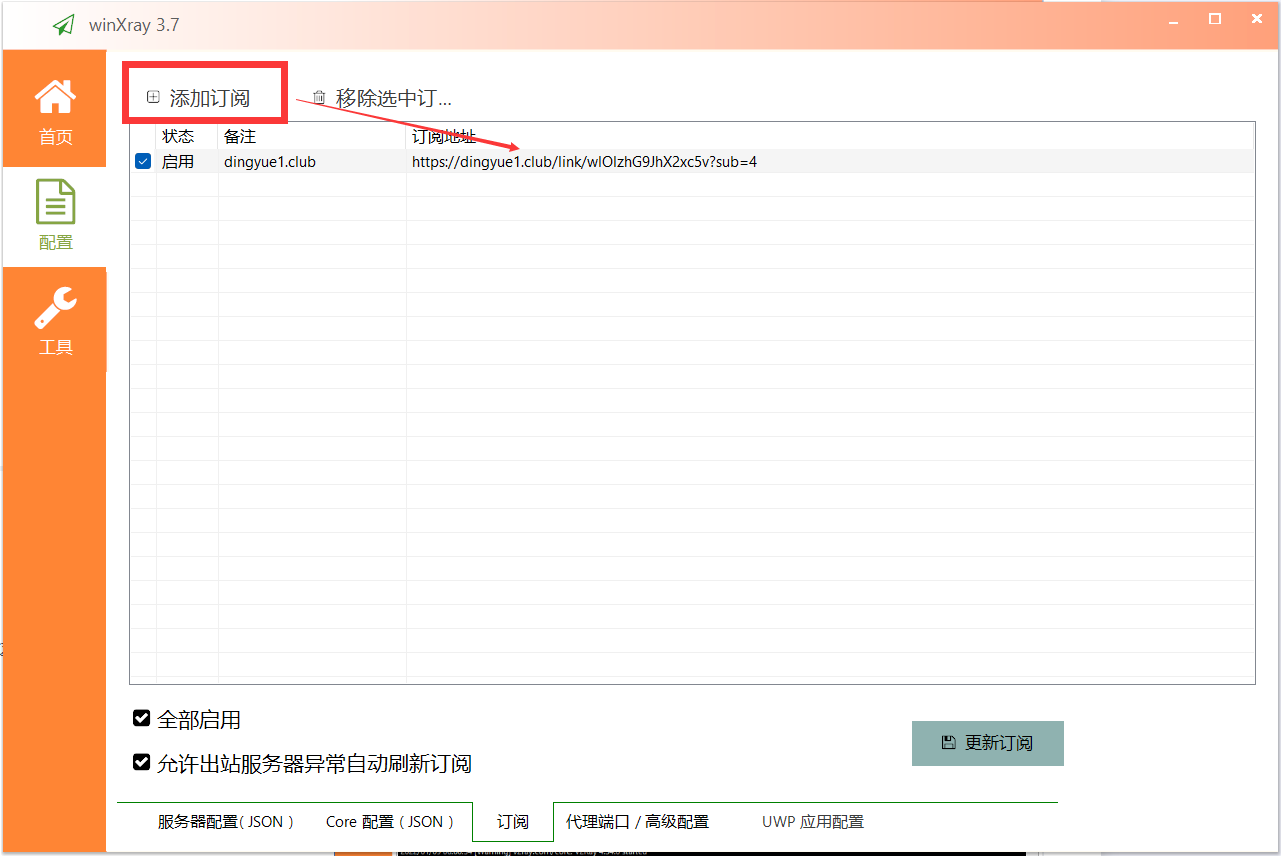 winXray 3.7
首页
配置
工具
添加订阅
移除选中订...
状态 备注 订阅地址
启用 dingyue1.club https://dingyue1.club/link/wlOlzhG9JhX2xc5v?sub=4
全部启用
允许出站服务器异常自动刷新订阅
更新订阅
服务器配置( JSON ) Core 配置 ( JSON ) 订阅 代理端口 / 高级配置 UWP 应用配置